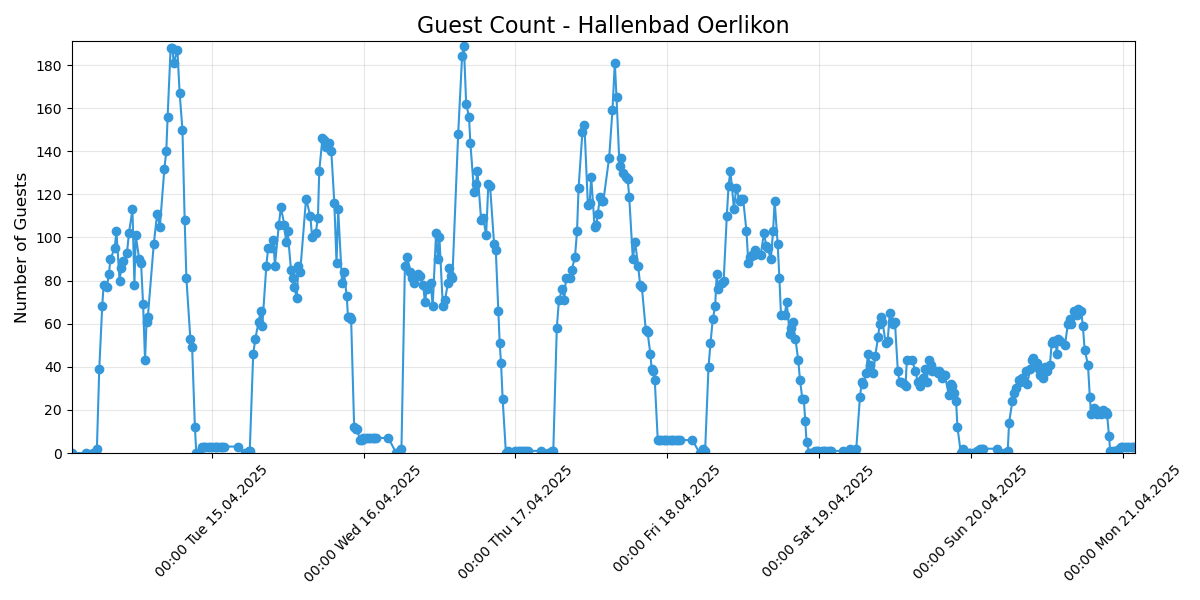 Guest Count - Hallenbad Oerlikon
Number of Guests
180
160
140
120
100
80
60
40
20
0
00:00 Tue 15.04.2025
00:00 Wed 16.04.2025
00:00 Thu 17.04.2025
00:00 Fri 18.04.2025
00:00 Sat 19.04.2025
00:00 Sun 20.04.2025
00:00 Mon 21.04.2025